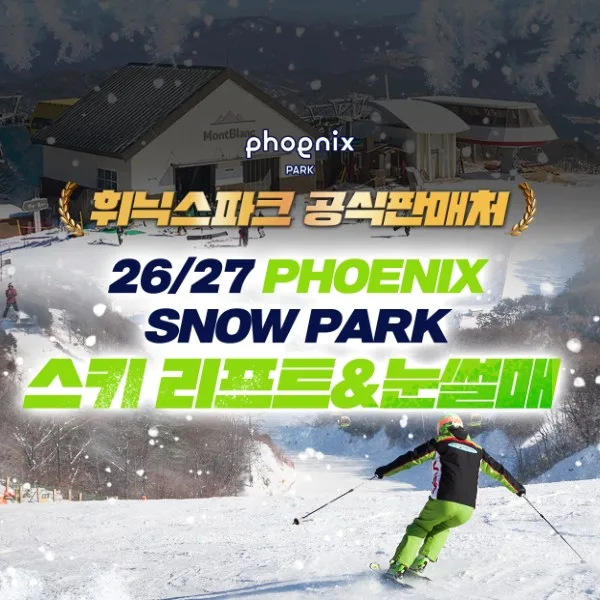 MontBlanc
phoenix
PARK
휘닉스파크 공식판매처
26/27 PHOENIX
SNOW PARK
스키 리프트&눈썰매